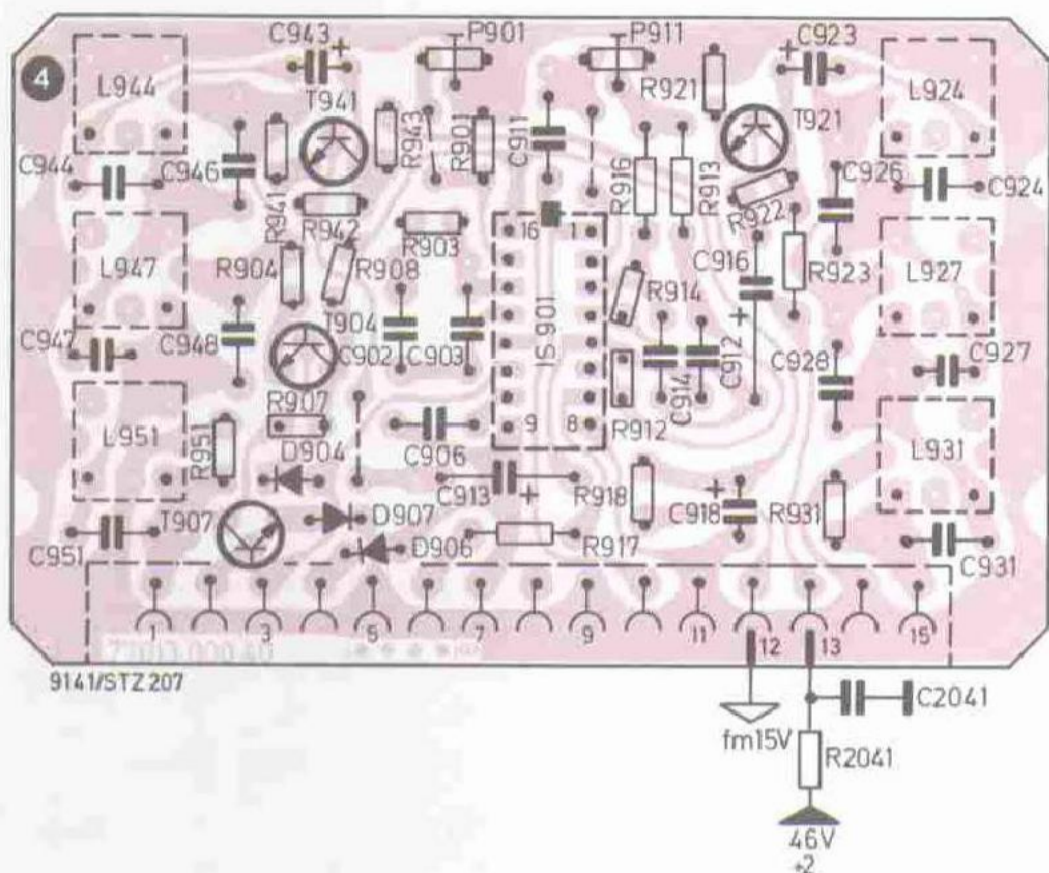 4
L944
C943
+
P901
P911
+
C923
L924
R921
T941
T921
R943
R901
C911
C944
C946
R916
R913
C926
C924
R941
R942
R922
R903
16
1
L947
R904
R908
C916
R923
L927
R914
IS901
T904
+
C947
C948
C902
C903
C914
C912
C928
C927
R907
L951
R951
9
8
R912
L931
D904
C906
C913
+
R918
+
C918
R931
T907
D907
D906
R917
C951
C931
1
3
5
7
9
11
12
13
15
77013.000.40
9141/STZ 207
C2041
fm15V
R2041
46V
+2